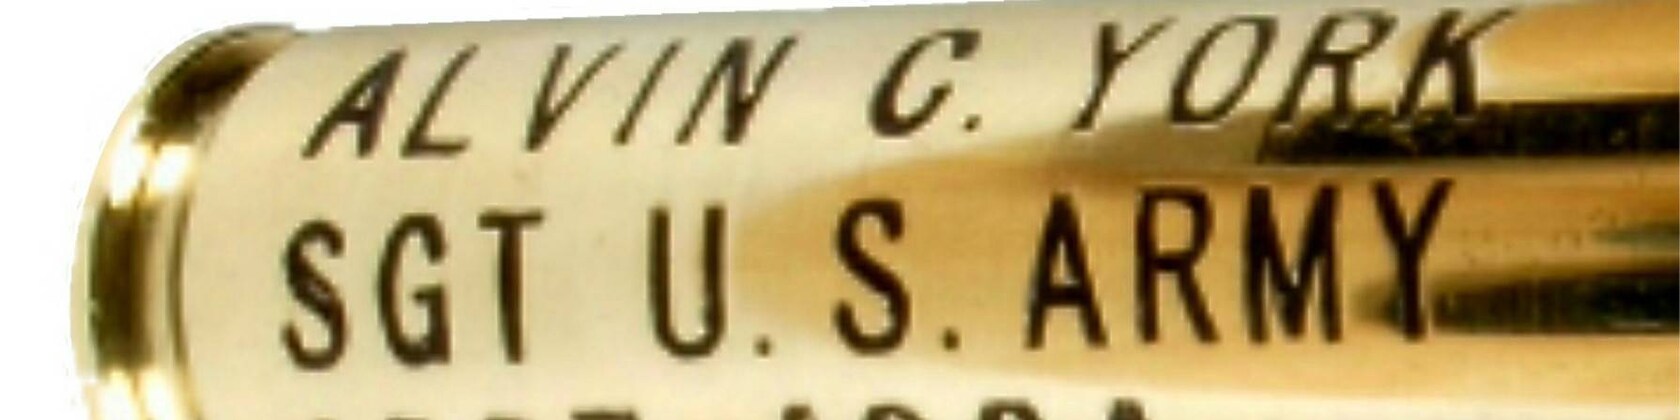 ALVIN C. YORK
SGT U. S. ARMY